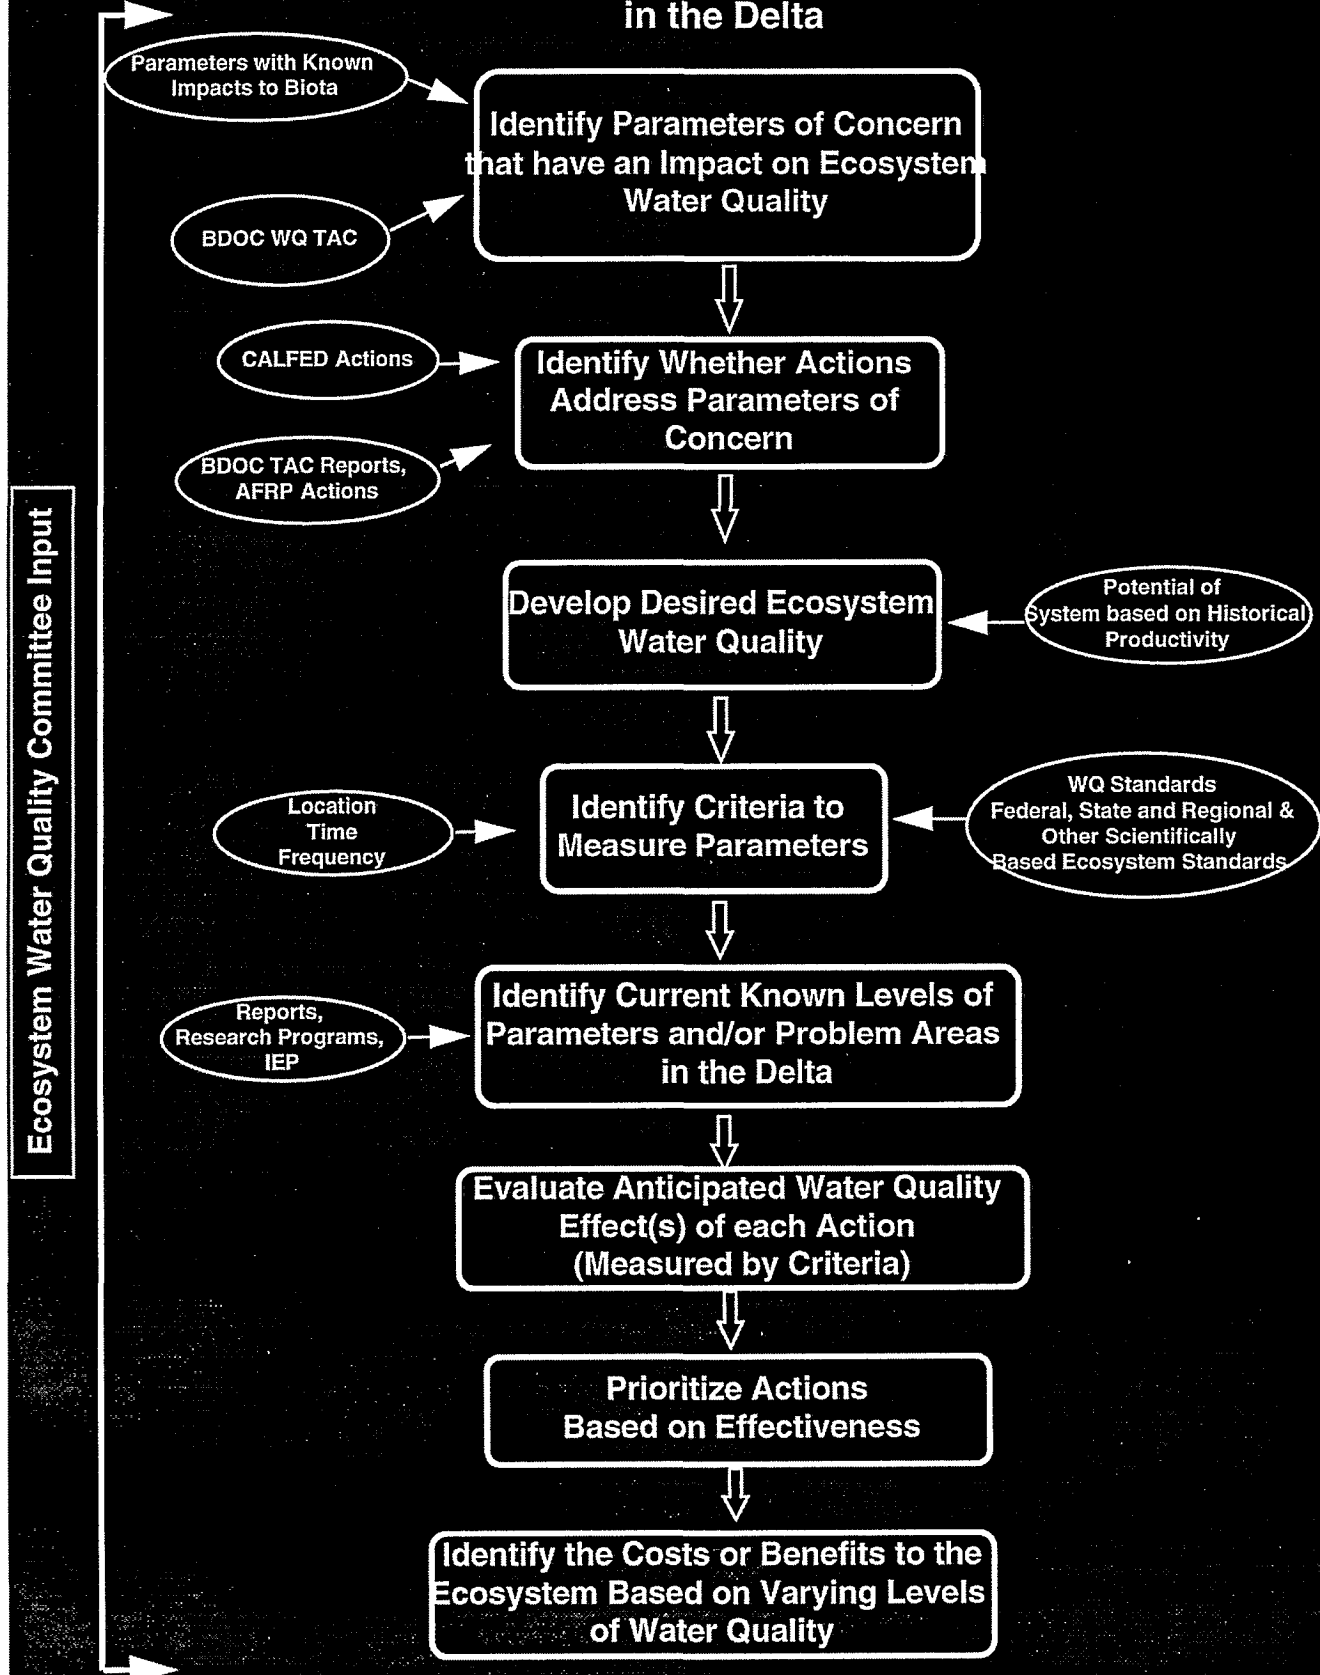 in the Delta
Parameters with Known
Impacts to Biota
Identify Parameters of Concern
that have an Impact on Ecosystem
Water Quality
BDOC WQ TAC
CALFED Actions
Identify Whether Actions
Address Parameters of
Concern
BDOC TAC Reports,
AFRP Actions
Ecosystem Water Quality Committee Input
Develop Desired Ecosystem
Water Quality
Potential of
System based on Historical
Productivity
Location
Time
Frequency
Identify Criteria to
Measure Parameters
WQ Standards
Federal, State and Regional &
Other Scientifically
Based Ecosystem Standards
Reports,
Research Programs,
IEP
Identify Current Known Levels of
Parameters and/or Problem Areas
in the Delta
Evaluate Anticipated Water Quality
Effect(s) of each Action
(Measured by Criteria)
Prioritize Actions
Based on Effectiveness
Identify the Costs or Benefits to the
Ecosystem Based on Varying Levels
of Water Quality